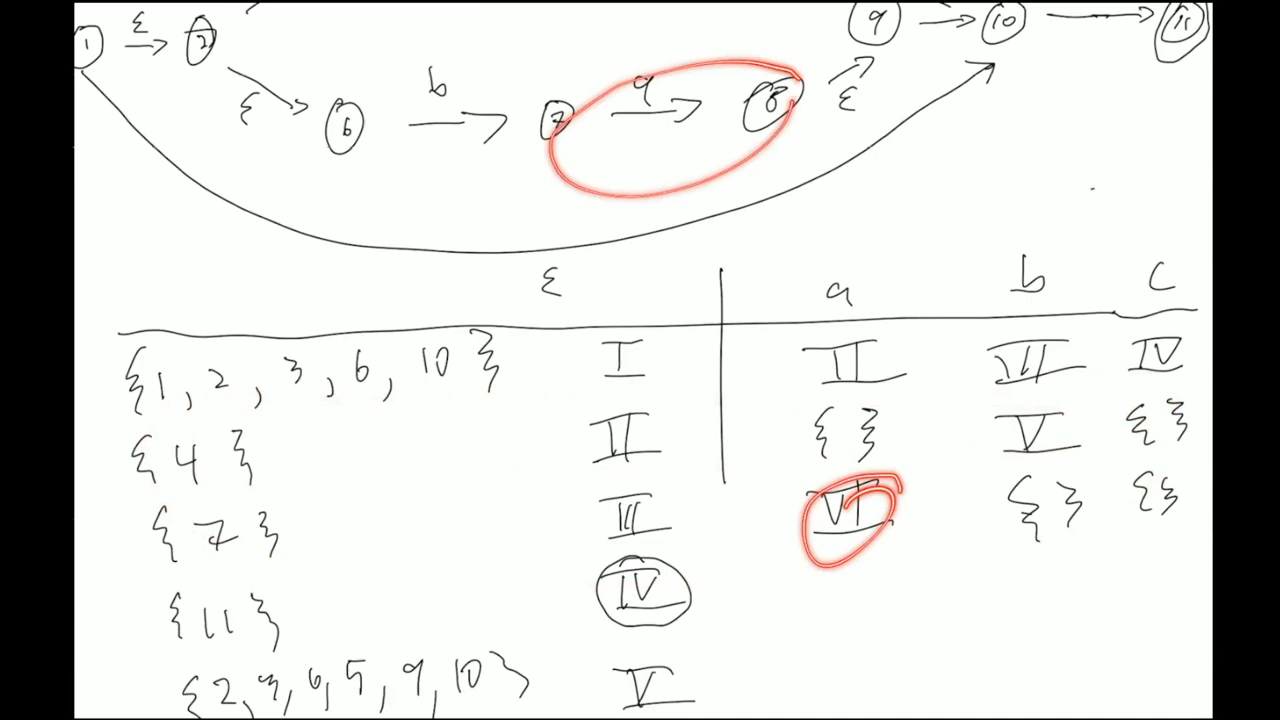 1 ε 2 9 10 11
ε 6 b 7 a 8 ε
ε a b c
{1, 2, 3, 6, 10} I II III IV
{4} II { } V { }
{7} III VI { } { }
{11} IV
{2, 3, 6, 5, 9, 10} V